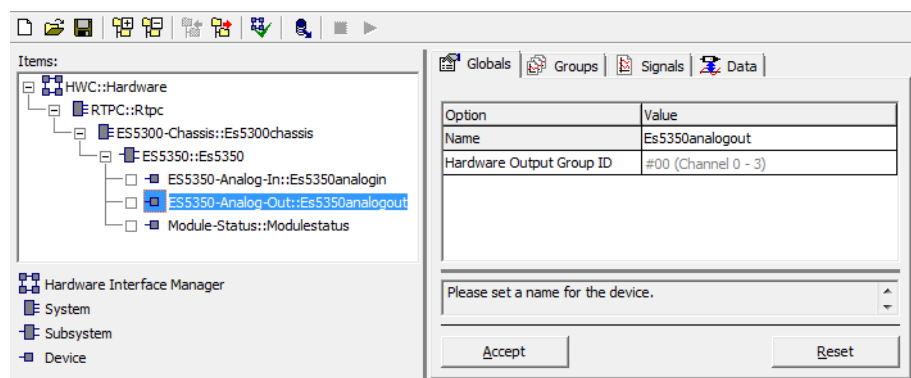 Items:
HWC::Hardware
RTPC::Rtpc
ES5300-Chassis::Es5300chassis
ES5350::Es5350
ES5350-Analog-In::Es5350analogin
ES5350-Analog-Out::Es5350analogout
Module-Status::Modulestatus
Hardware Interface Manager
System
Subsystem
Device
Globals Groups Signals Data
Option Value
Name Es5350analogout
Hardware Output Group ID #00 (Channel 0 - 3)
Please set a name for the device.
Accept Reset